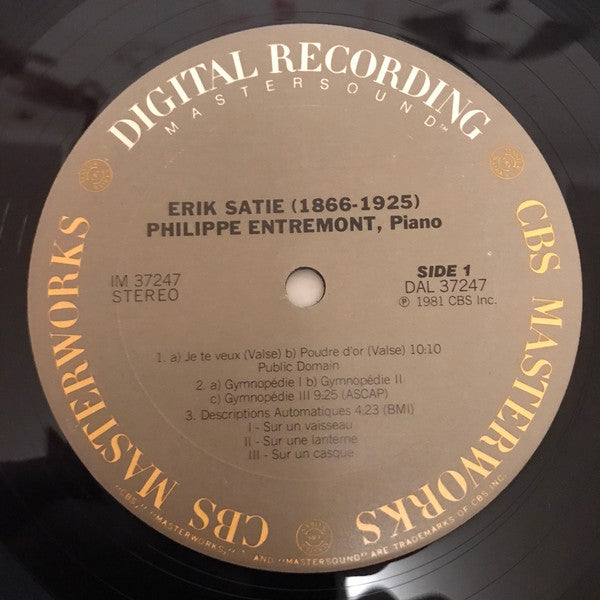 DIGITAL RECORDING
MASTERSOUND™
ERIK SATIE (1866-1925)
PHILIPPE ENTREMONT, Piano
IM 37247
STEREO
SIDE 1
DAL 37247
℗ 1981 CBS Inc.
1. a) Je te veux (Valse) b) Poudre d'or (Valse) 10:10
Public Domain
2. a) Gymnopédie I b) Gymnopédie II
c) Gymnopédie III 9:25 (ASCAP)
3. Descriptions Automatiques 4:23 (BMI)
I - Sur un vaisseau
II - Sur une lanterne
III - Sur un casque
CBS MASTERWORKS
CBS MASTERWORKS
"CBS," "MASTERWORKS," AND "MASTERSOUND" ARE TRADEMARKS OF CBS INC.